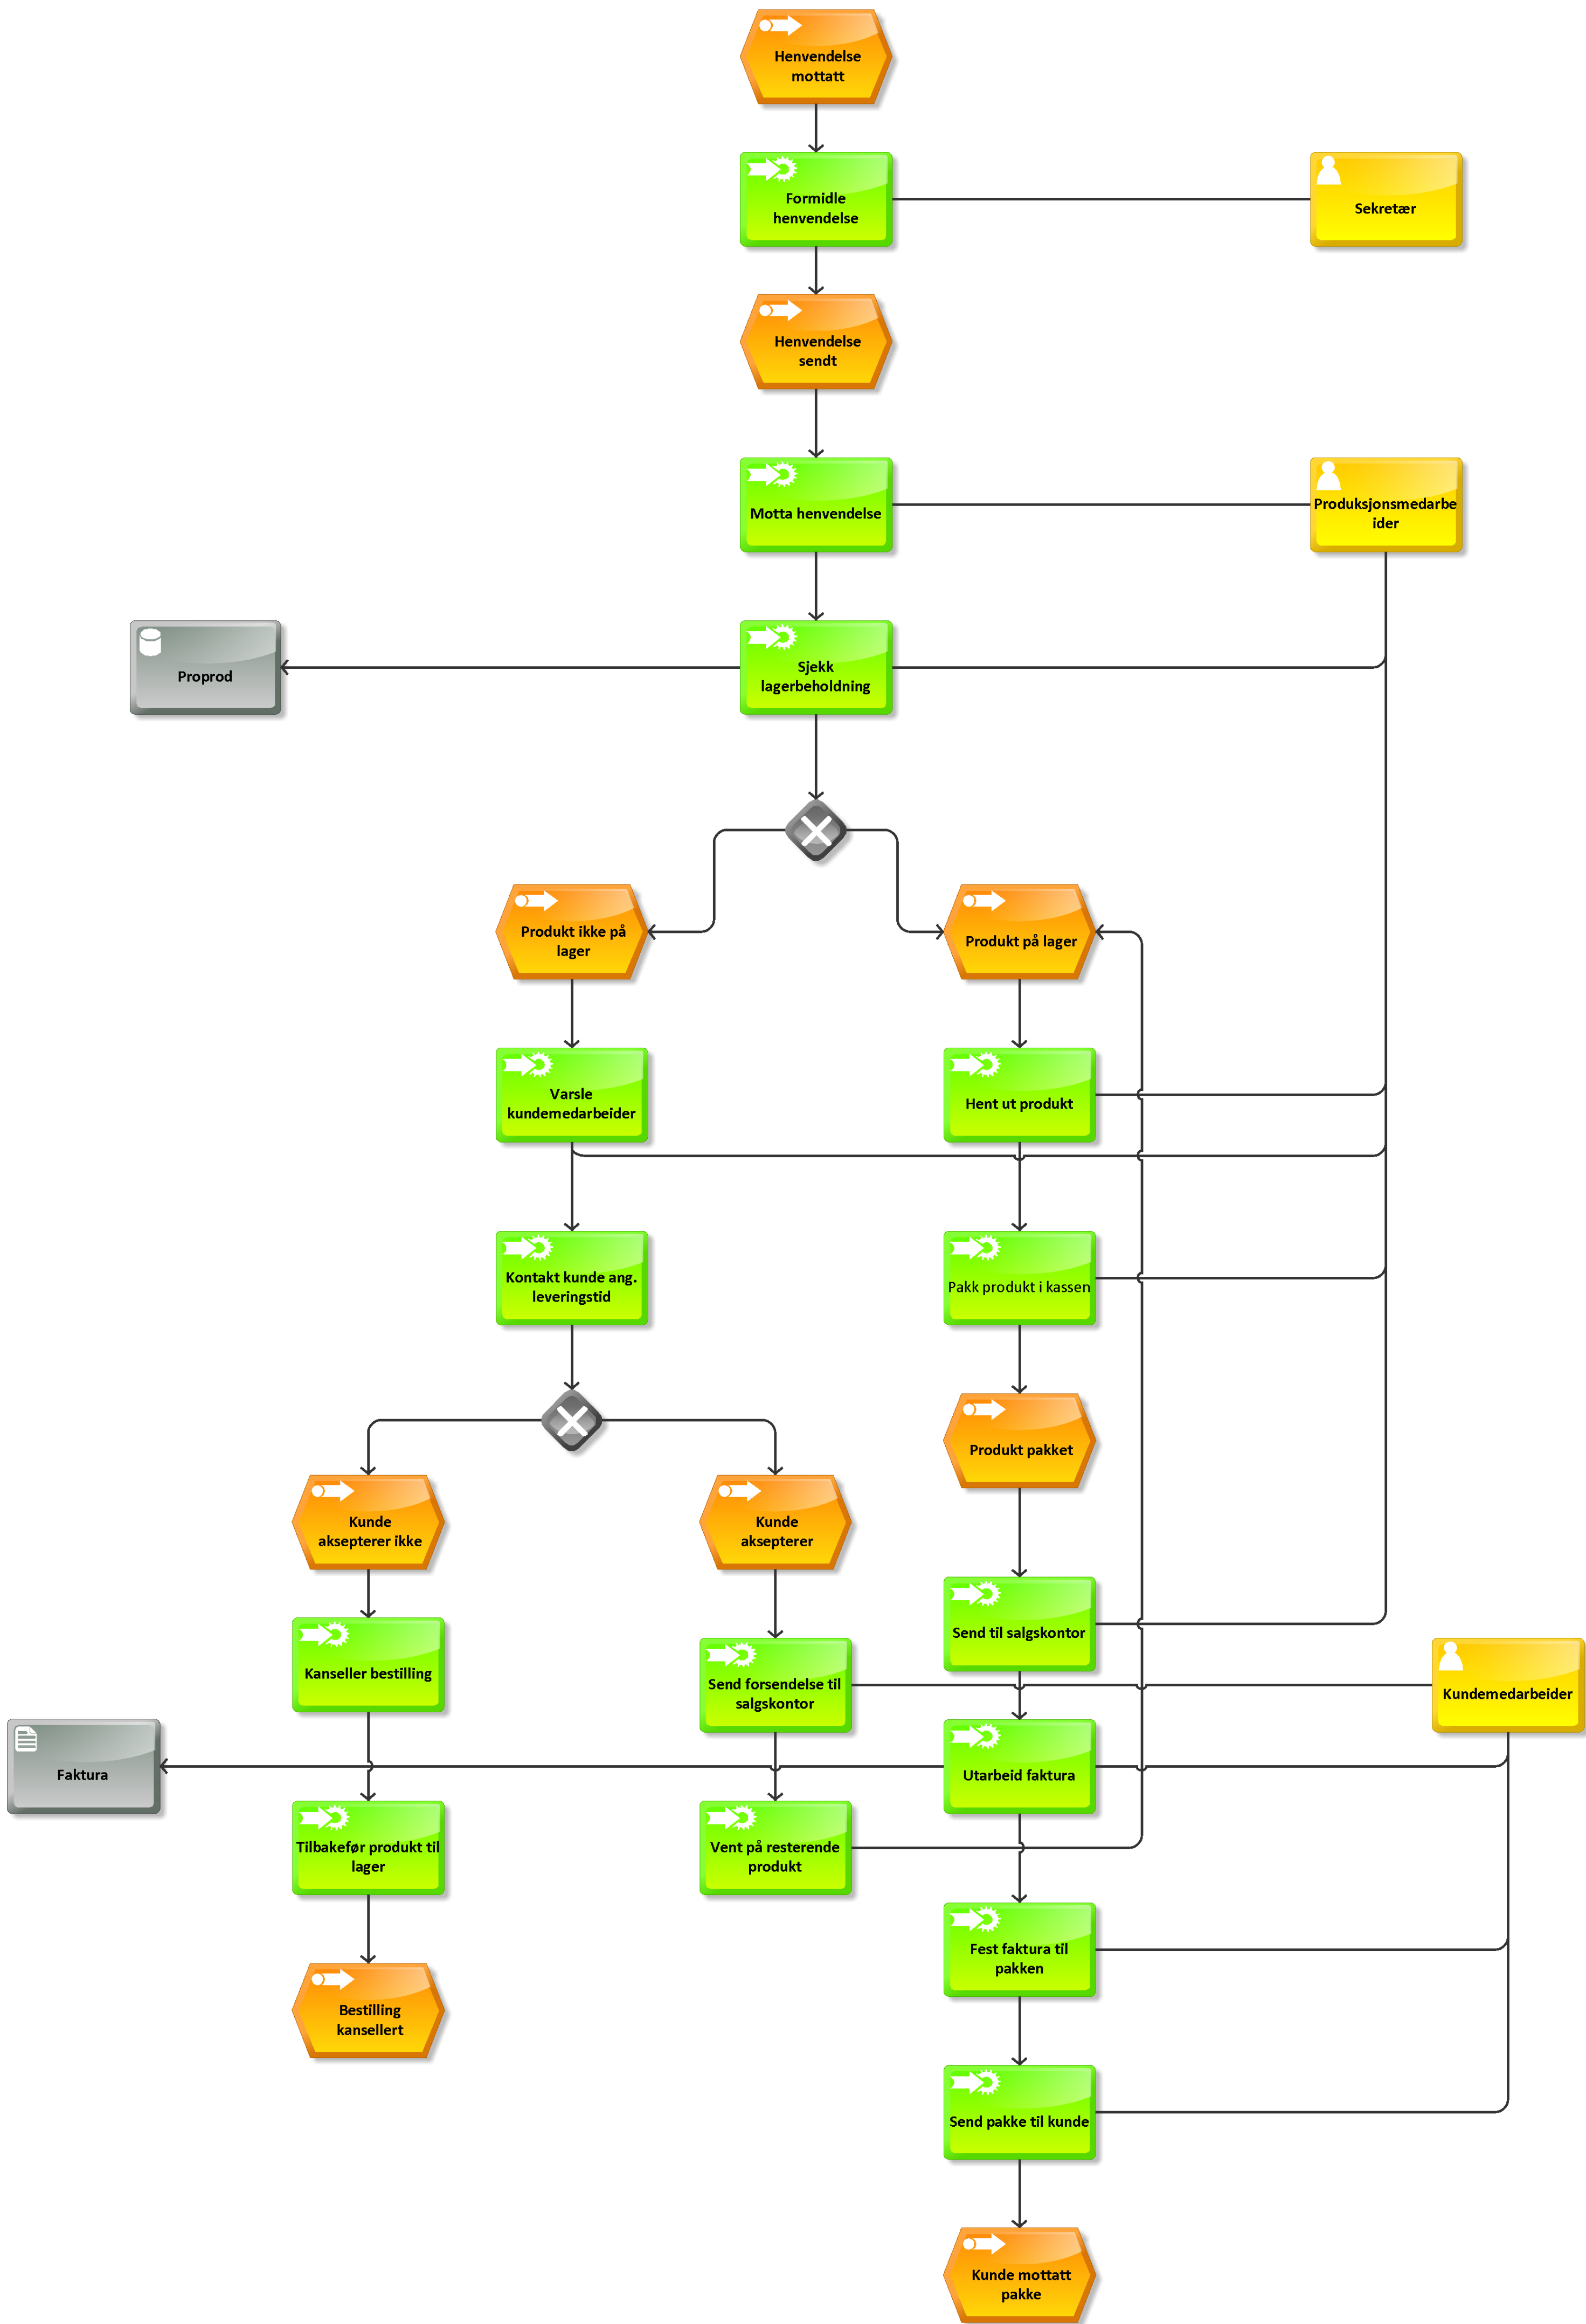 Henvendelse
mottatt
Formidle
henvendelse
Sekretær
Henvendelse
sendt
Motta henvendelse
Produksjonsmedarbe
ider
Proprod
Sjekk
lagerbeholdning
Produkt ikke på
lager
Produkt på lager
Varsle
kundemedarbeider
Hent ut produkt
Kontakt kunde ang.
leveringstid
Pakk produkt i kassen
Produkt pakket
Kunde
aksepterer ikke
Kunde
aksepterer
Send til salgskontor
Kanseller bestilling
Send forsendelse til
salgskontor
Kundemedarbeider
Faktura
Utarbeid faktura
Tilbakefør produkt til
lager
Vent på resterende
produkt
Fest faktura til
pakken
Bestilling
kansellert
Send pakke til kunde
Kunde mottatt
pakke